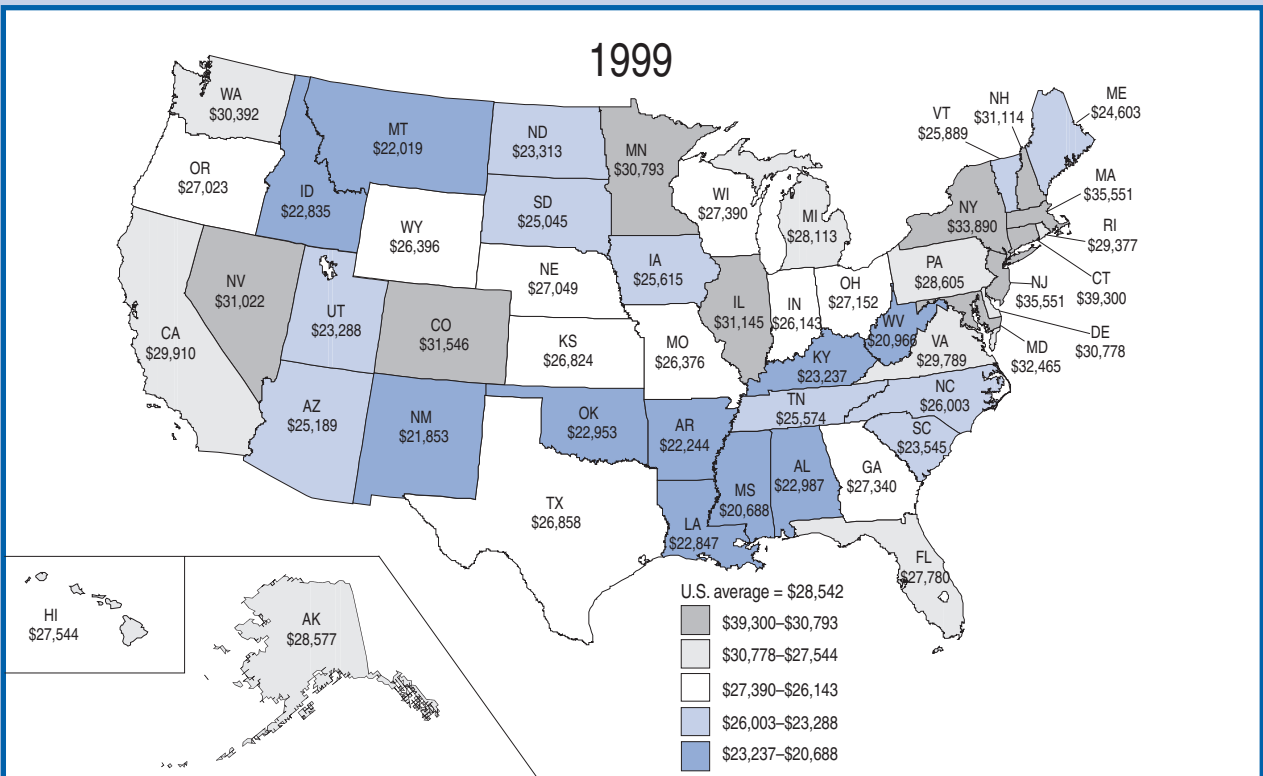 1999
WA
$30,392
OR
$27,023
CA
$29,910
NV
$31,022
ID
$22,835
MT
$22,019
WY
$26,396
UT
$23,288
CO
$31,546
AZ
$25,189
NM
$21,853
ND
$23,313
SD
$25,045
NE
$27,049
KS
$26,824
OK
$22,953
TX
$26,858
MN
$30,793
IA
$25,615
MO
$26,376
AR
$22,244
LA
$22,847
WI
$27,390
IL
$31,145
MI
$28,113
IN
$26,143
OH
$27,152
KY
$23,237
TN
$25,574
MS
$20,688
AL
$22,987
GA
$27,340
FL
$27,780
SC
$23,545
NC
$26,003
VA
$29,789
WV
$20,966
PA
$28,605
NY
$33,890
VT
$25,889
NH
$31,114
ME
$24,603
MA
$35,551
RI
$29,377
CT
$39,300
NJ
$35,551
DE
$30,778
MD
$32,465
HI
$27,544
AK
$28,577
U.S. average = $28,542
$39,300–$30,793
$30,778–$27,544
$27,390–$26,143
$26,003–$23,288
$23,237–$20,688